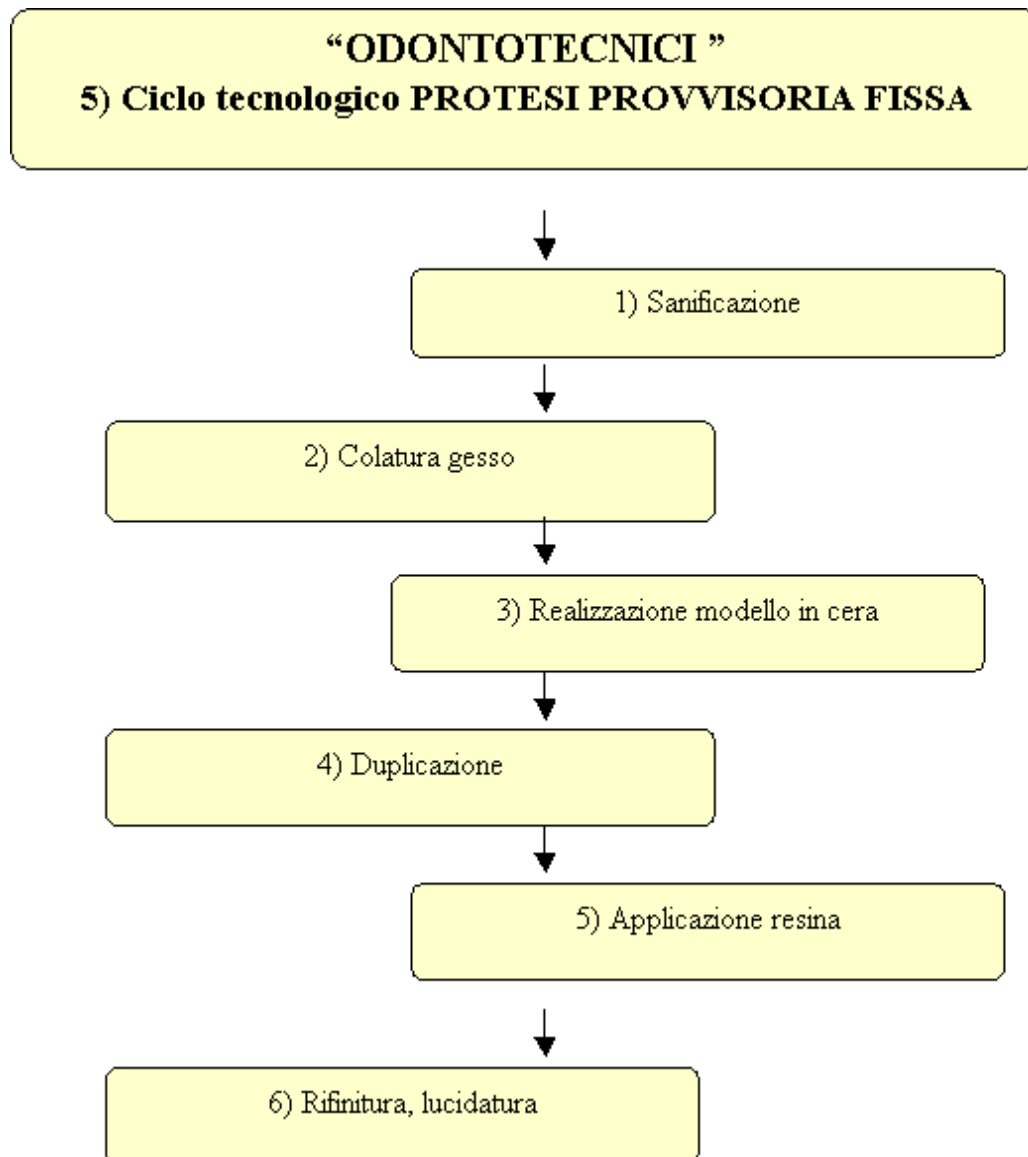 “ODONTOTECNICI ”
5) Ciclo tecnologico PROTESI PROVVISORIA FISSA
1) Sanificazione
2) Colatura gesso
3) Realizzazione modello in cera
4) Duplicazione
5) Applicazione resina
6) Rifinitura, lucidatura